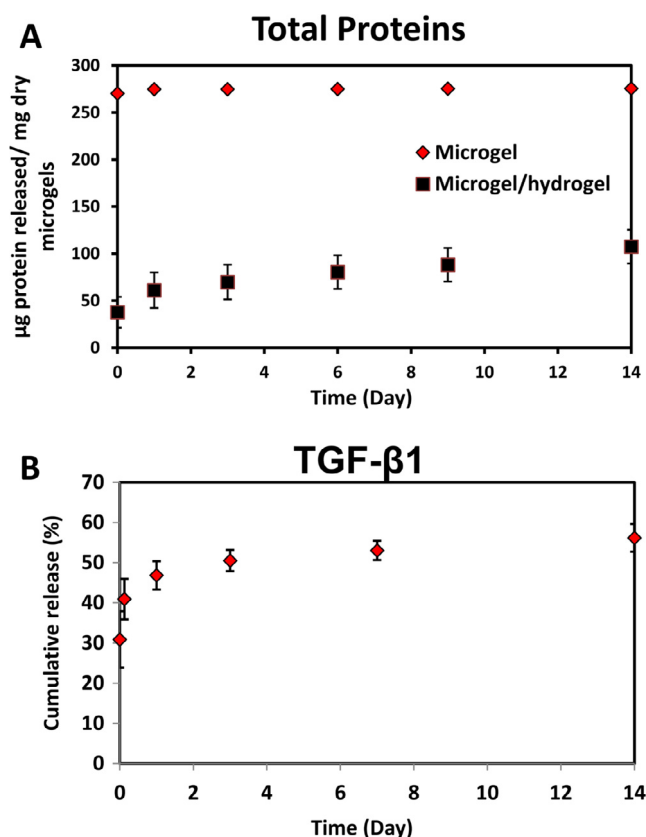 A
Total Proteins
µg protein released/ mg dry
microgels
300
250
200
150
100
50
0
Microgel
Microgel/hydrogel
0 2 4 6 8 10 12 14
Time (Day)
B
TGF-β1
Cumulative release (%)
70
60
50
40
30
20
10
0
0 2 4 6 8 10 12 14
Time (Day)